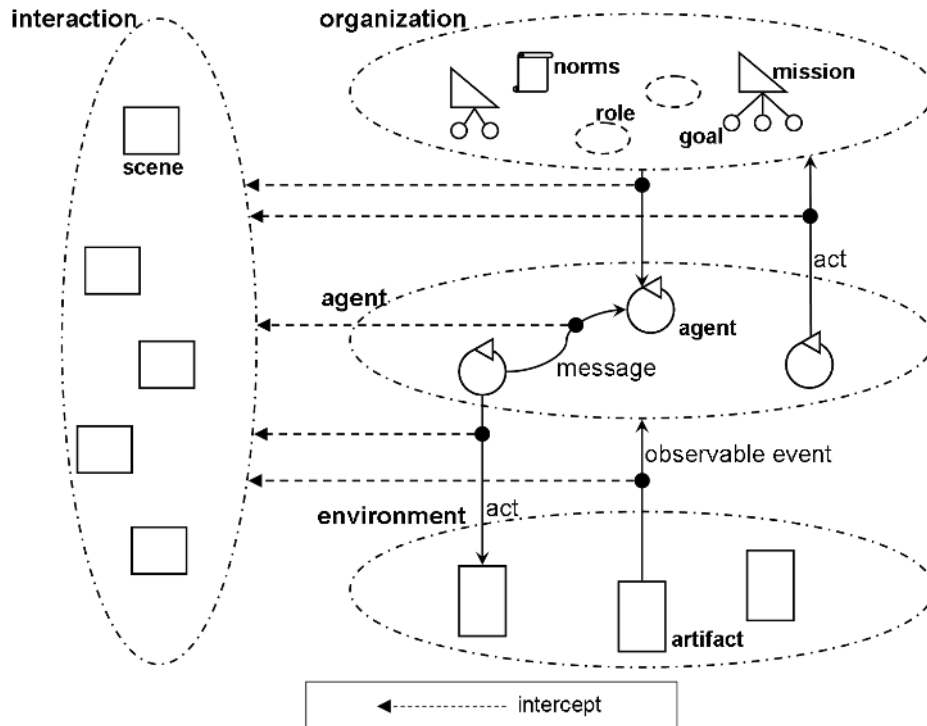 interaction
organization
norms
mission
role
goal
scene
act
agent
agent
message
observable event
environment
act
artifact
intercept